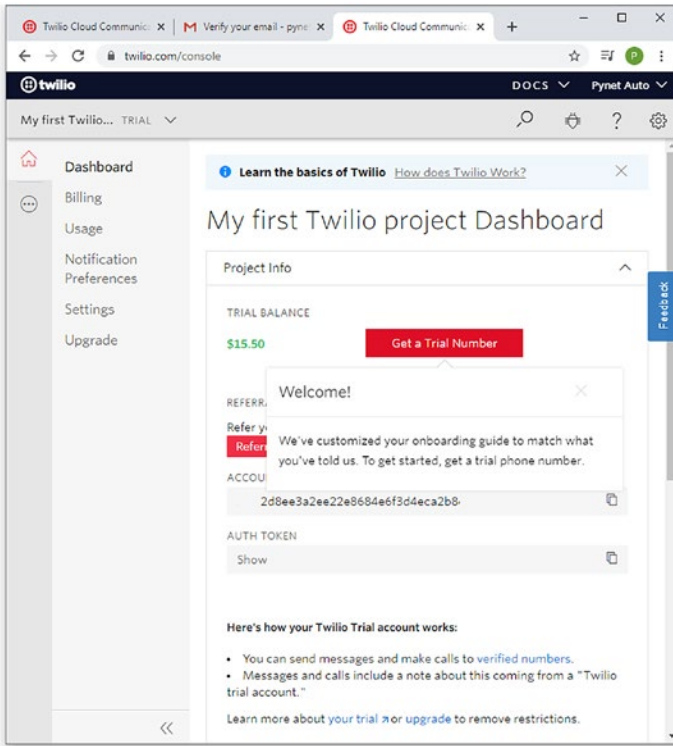 Twilio Cloud Communic
Verify your email - pyne
Twilio Cloud Communic
twilio.com/console
P
twilio
DOCS
Pynet Auto
My first Twilio... TRIAL
?
Dashboard
Billing
Usage
Notification
Preferences
Settings
Upgrade
Learn the basics of Twilio How does Twilio Work?
My first Twilio project Dashboard
Project Info
Feedback
TRIAL BALANCE
$15.50
Get a Trial Number
Welcome!
We've customized your onboarding guide to match what
you've told us. To get started, get a trial phone number.
REFERR
Refer y
Refer
ACCOU
2d8ee3a2ee22e8684e6f3d4eca2b8
AUTH TOKEN
Show
Here's how your Twilio Trial account works:
• You can send messages and make calls to verified numbers.
• Messages and calls include a note about this coming from a "Twilio
trial account."
Learn more about your trial or upgrade to remove restrictions.